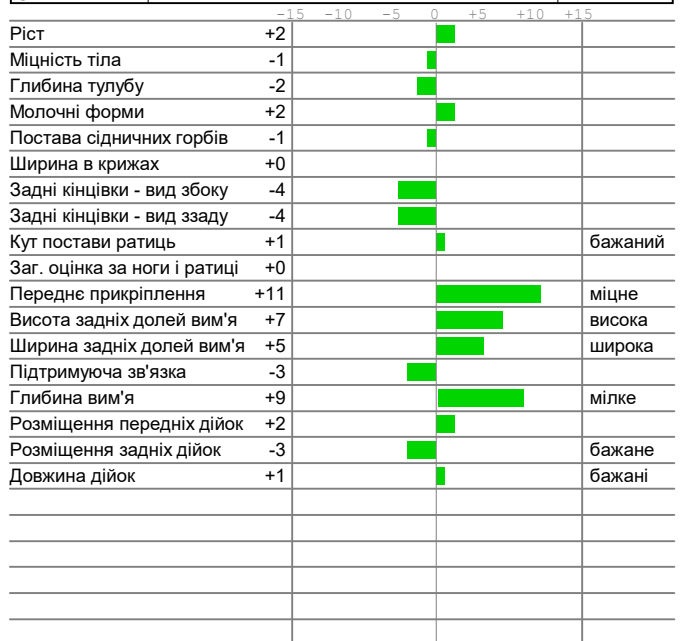 -15 -10 -5 0 +5 +10 +15
Ріст +2
Міцність тіла -1
Глибина тулубу -2
Молочні форми +2
Постава сідничних горбів -1
Ширина в крижах +0
Задні кінцівки - вид збоку -4
Задні кінцівки - вид ззаду -4
Кут постави ратиць +1 бажаний
Заг. оцінка за ноги і ратиці +0
Переднє прикріплення +11 міцне
Висота задніх долей вим'я +7 висока
Ширина задніх долей вим'я +5 широка
Підтримуюча зв'язка -3
Глибина вим'я +9 мілке
Розміщення передніх дійок +2
Розміщення задніх дійок -3 бажане
Довжина дійок +1 бажані